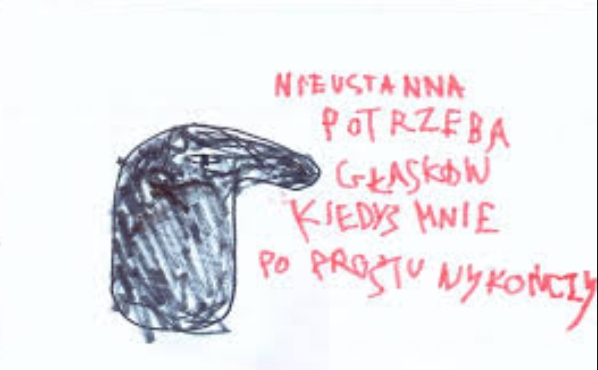 NIEUSTANNA
POTRZEBA
GŁASKÓW
KIEDYŚ MNIE
PO PROSTU WYKOŃCZY